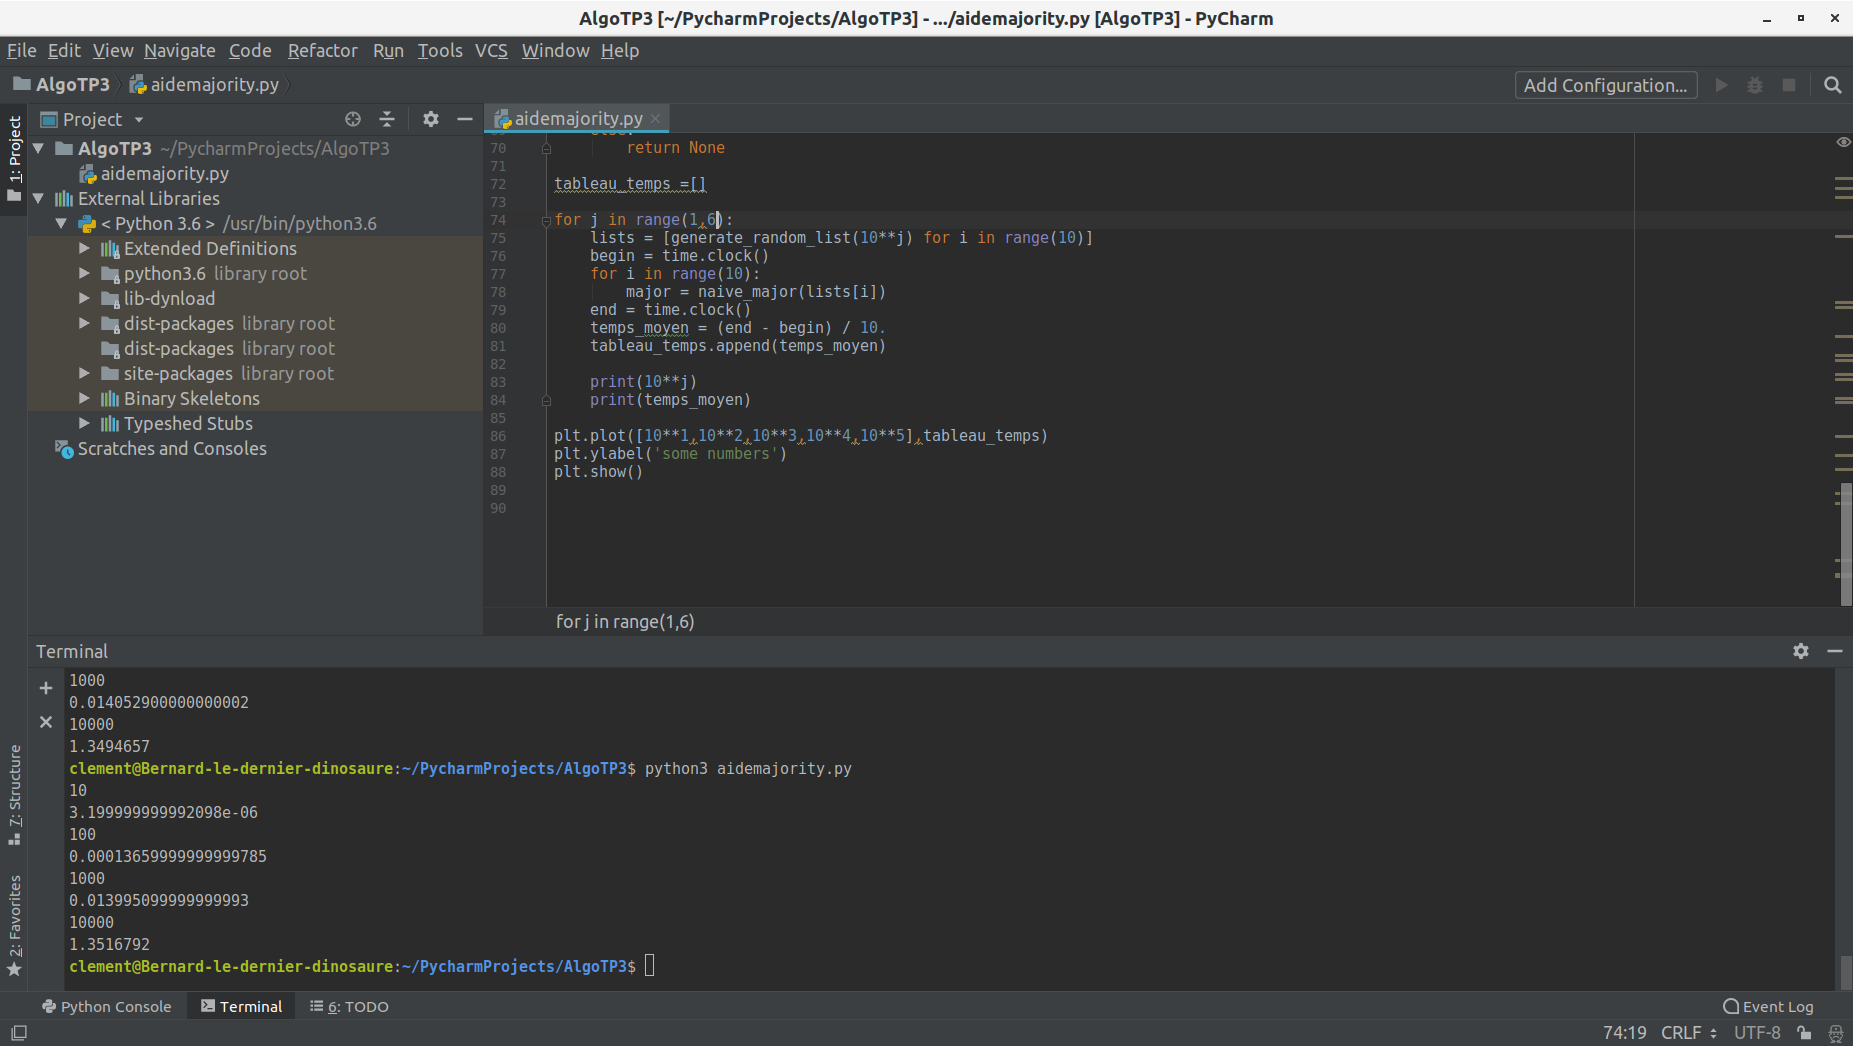 AlgoTP3 [~/PycharmProjects/AlgoTP3] - .../aidemajority.py [AlgoTP3] - PyCharm
File Edit View Navigate Code Refactor Run Tools VCS Window Help
AlgoTP3 aidemajority.py Add Configuration...
1: Project
Project
AlgoTP3 ~/PycharmProjects/AlgoTP3
aidemajority.py
External Libraries
< Python 3.6 > /usr/bin/python3.6
Extended Definitions
python3.6 library root
lib-dynload
dist-packages library root
dist-packages library root
site-packages library root
Binary Skeletons
Typeshed Stubs
Scratches and Consoles
aidemajority.py
70 return None
71
72 tableau_temps =[]
73
74 for j in range(1,6):
75 lists = [generate_random_list(10**j) for i in range(10)]
76 begin = time.clock()
77 for i in range(10):
78 major = naive_major(lists[i])
79 end = time.clock()
80 temps_moyen = (end - begin) / 10.
81 tableau_temps.append(temps_moyen)
82
83 print(10**j)
84 print(temps_moyen)
85
86 plt.plot([10**1,10**2,10**3,10**4,10**5],tableau_temps)
87 plt.ylabel('some numbers')
88 plt.show()
89
90
for j in range(1,6)
Terminal
1000
0.014052900000000002
10000
1.3494657
clement@Bernard-le-dernier-dinosaure:~/PycharmProjects/AlgoTP3$ python3 aidemajority.py
10
3.199999999992098e-06
100
0.00013659999999999785
1000
0.013995099999999993
10000
1.3516792
clement@Bernard-le-dernier-dinosaure:~/PycharmProjects/AlgoTP3$
7: Structure
2: Favorites
Python Console Terminal 6: TODO Event Log
74:19 CRLF UTF-8